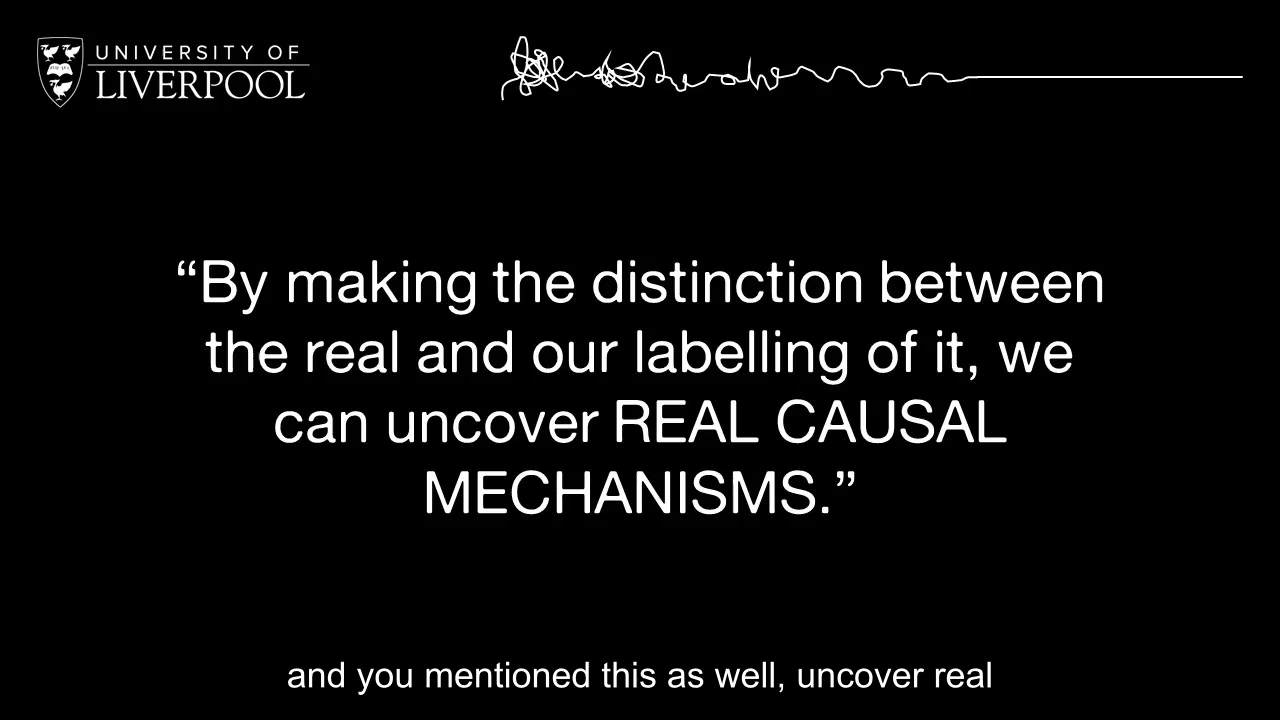 UNIVERSITY OF
LIVERPOOL
“By making the distinction between
the real and our labelling of it, we
can uncover REAL CAUSAL
MECHANISMS.”
and you mentioned this as well, uncover real